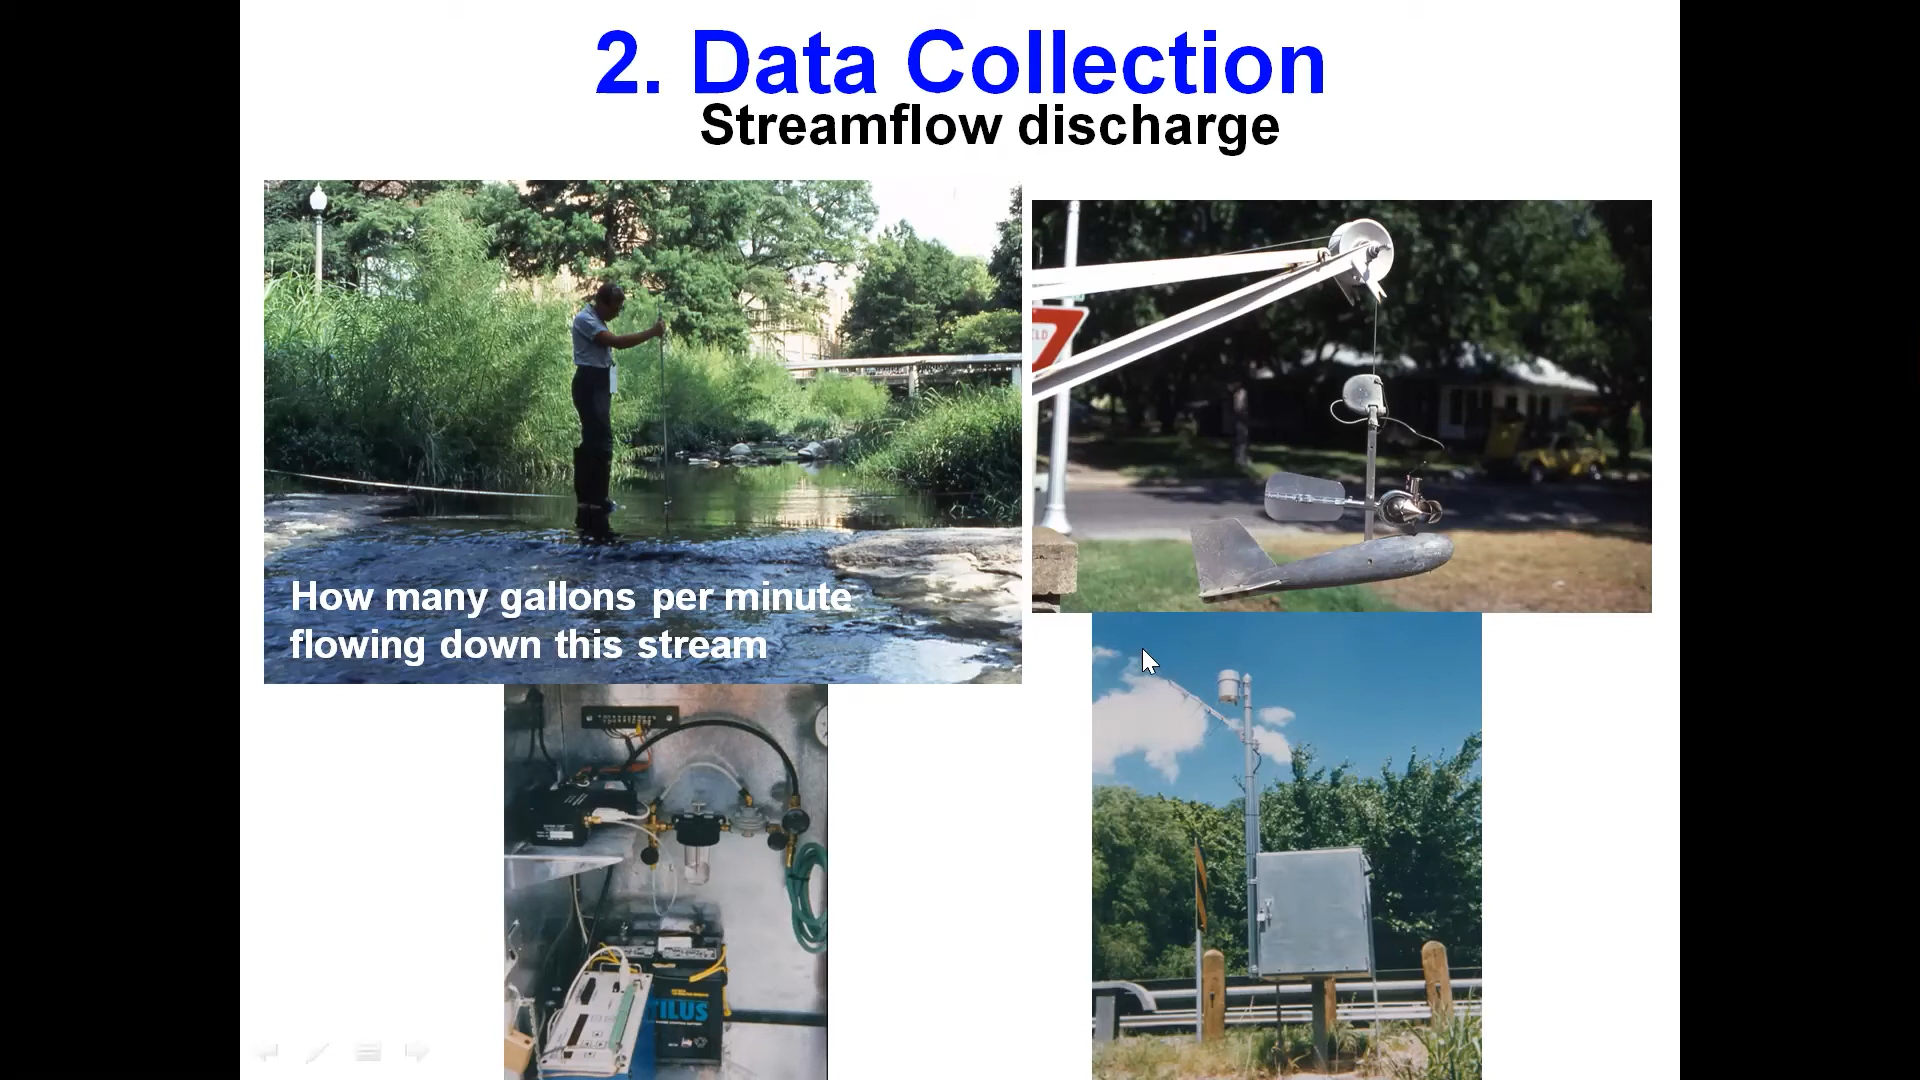 2. Data Collection
Streamflow discharge
How many gallons per minute
flowing down this stream